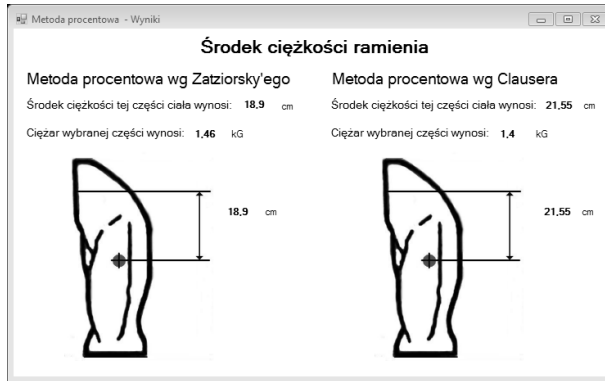 Metoda procentowa - Wyniki
Środek ciężkości ramienia
Metoda procentowa wg Zatziorsky'ego
Środek ciężkości tej części ciała wynosi: 18,9 cm
Ciężar wybranej części wynosi: 1,46 kG
18,9 cm
Metoda procentowa wg Clausera
Środek ciężkości tej części ciała wynosi: 21,55 cm
Ciężar wybranej części wynosi: 1,4 kG
21,55 cm